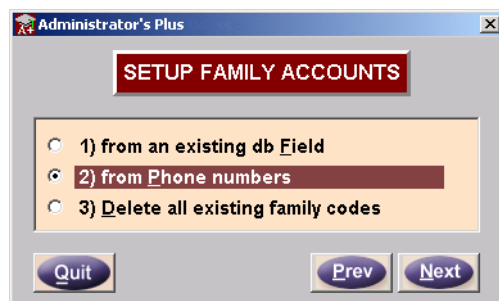 Administrator's Plus
SETUP FAMILY ACCOUNTS
1) from an existing db Field
2) from Phone numbers
3) Delete all existing family codes
Quit Prev Next